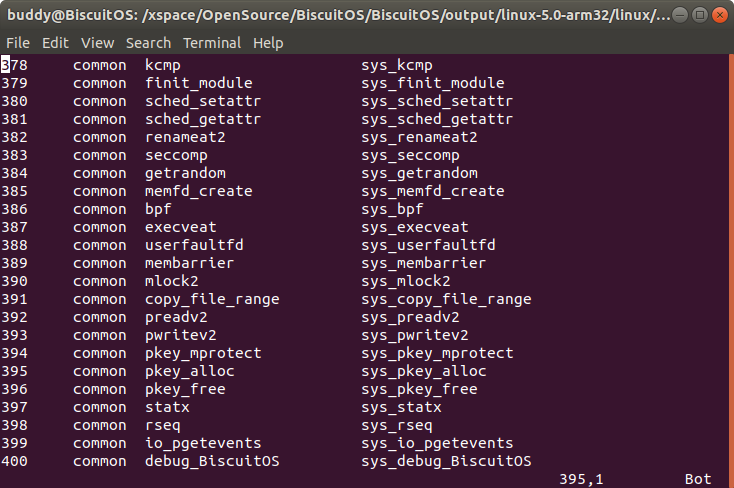 buddy@BiscuitOS: /xspace/OpenSource/BiscuitOS/BiscuitOS/output/linux-5.0-arm32/linux/...
File Edit View Search Terminal Help
378 common kcmp sys_kcmp
379 common finit_module sys_finit_module
380 common sched_setattr sys_sched_setattr
381 common sched_getattr sys_sched_getattr
382 common renameat2 sys_renameat2
383 common seccomp sys_seccomp
384 common getrandom sys_getrandom
385 common memfd_create sys_memfd_create
386 common bpf sys_bpf
387 common execveat sys_execveat
388 common userfaultfd sys_userfaultfd
389 common membarrier sys_membarrier
390 common mlock2 sys_mlock2
391 common copy_file_range sys_copy_file_range
392 common preadv2 sys_preadv2
393 common pwritev2 sys_pwritev2
394 common pkey_mprotect sys_pkey_mprotect
395 common pkey_alloc sys_pkey_alloc
396 common pkey_free sys_pkey_free
397 common statx sys_statx
398 common rseq sys_rseq
399 common io_pgetevents sys_io_pgetevents
400 common debug_BiscuitOS sys_debug_BiscuitOS
395,1 Bot